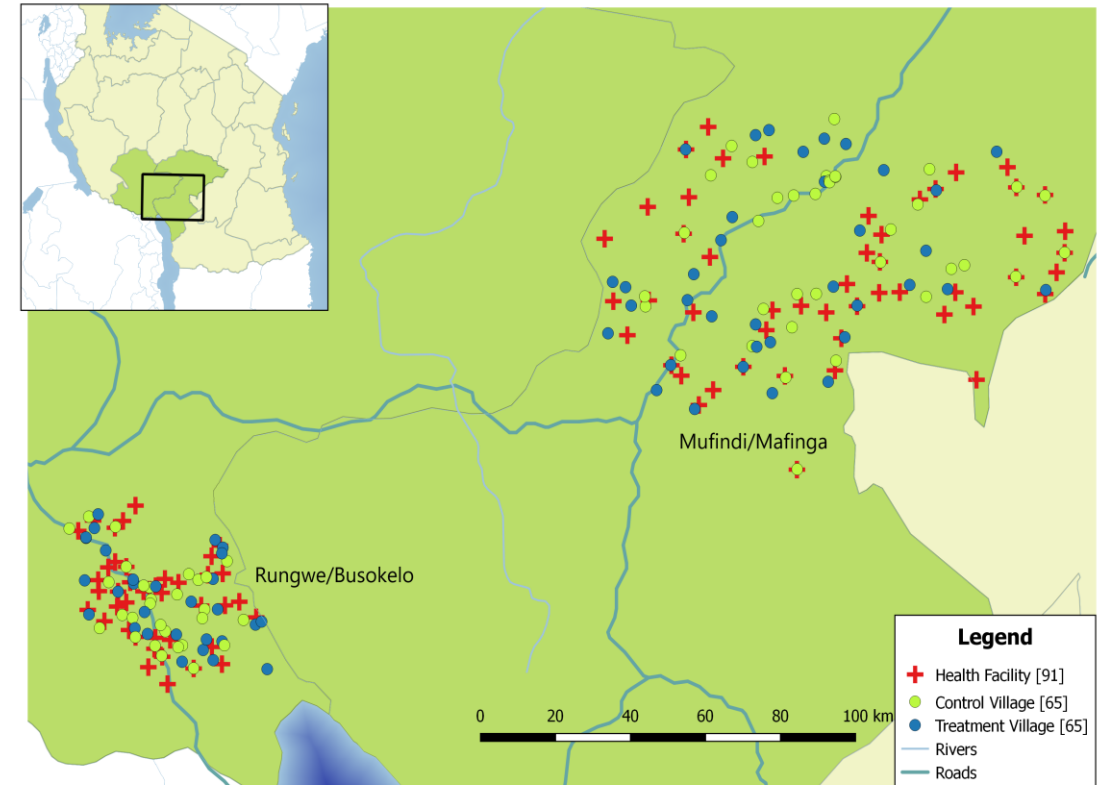 Mufindi/Mafinga
Rungwe/Busokelo
0 20 40 60 80 100 km
Legend
Health Facility [91]
Control Village [65]
Treatment Village [65]
Rivers
Roads